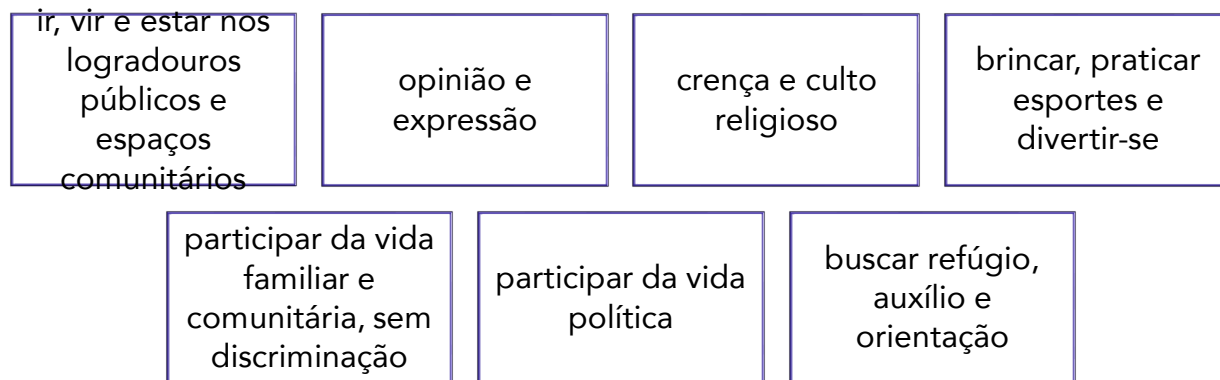 ir, vir e estar nos
logradouros
públicos e
espaços
comunitários
opinião e
expressão
crença e culto
religioso
brincar, praticar
esportes e
divertir-se
participar da vida
familiar e
comunitária, sem
discriminação
participar da vida
política
buscar refúgio,
auxílio e
orientação